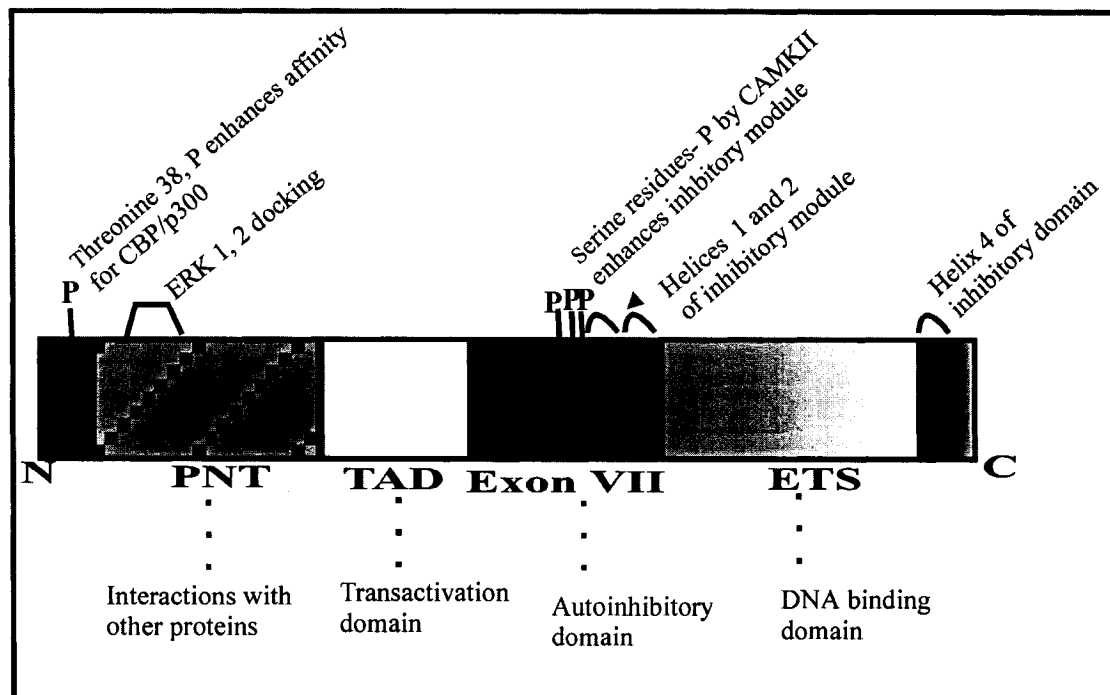 Threonine 38, P enhances affinity
for CBP/p300
ERK 1, 2 docking
Serine residues- P by CAMKII
enhances inhbitory module
Helices 1 and 2
of inhibitory module
Helix 4 of
inhibitory domain
P
P P P
N
PNT
TAD
Exon VII
ETS
C
Interactions with
other proteins
Transactivation
domain
Autoinhibitory
domain
DNA binding
domain